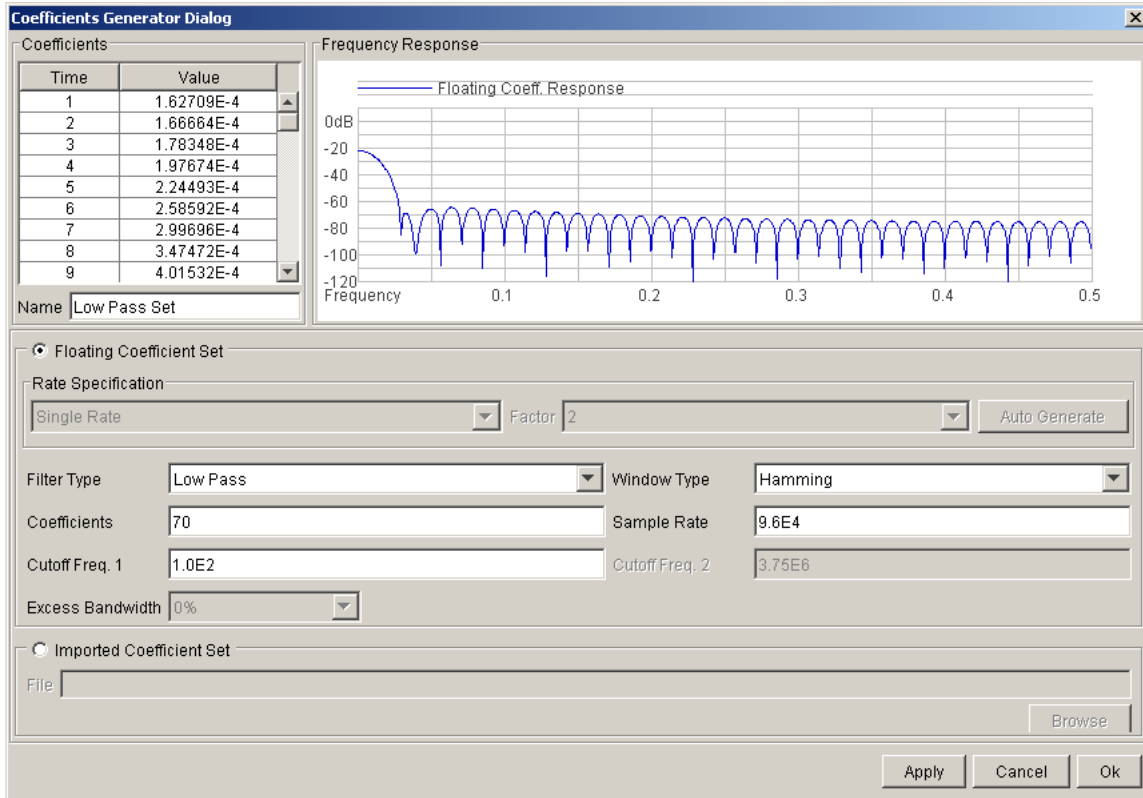 Coefficients Generator Dialog
Coefficients
Time Value
1 1.62709E-4
2 1.66664E-4
3 1.78348E-4
4 1.97674E-4
5 2.24493E-4
6 2.58592E-4
7 2.99696E-4
8 3.47472E-4
9 4.01532E-4
Name Low Pass Set
Frequency Response
Floating Coeff. Response
0dB
-20
-40
-60
-80
-100
-120
Frequency 0.1 0.2 0.3 0.4 0.5
Floating Coefficient Set
Rate Specification
Single Rate Factor 2 Auto Generate
Filter Type Low Pass Window Type Hamming
Coefficients 70 Sample Rate 9.6E4
Cutoff Freq. 1 1.0E2 Cutoff Freq. 2 3.75E6
Excess Bandwidth 0%
Imported Coefficient Set
File
Browse
Apply Cancel Ok